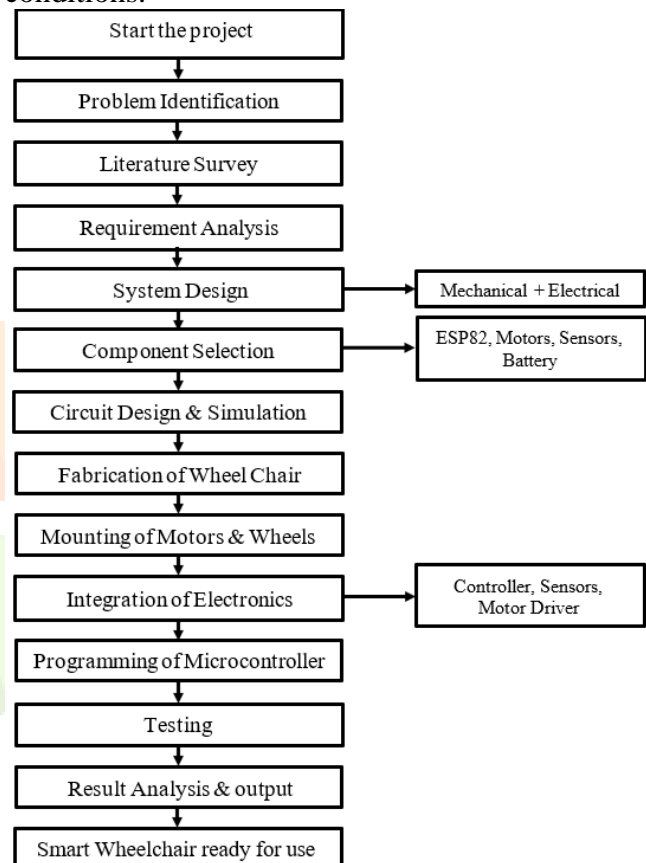 conditions.
Start the project
Problem Identification
Literature Survey
Requirement Analysis
System Design
Mechanical + Electrical
Component Selection
ESP82, Motors, Sensors,
Battery
Circuit Design & Simulation
Fabrication of Wheel Chair
Mounting of Motors & Wheels
Integration of Electronics
Controller, Sensors,
Motor Driver
Programming of Microcontroller
Testing
Result Analysis & output
Smart Wheelchair ready for use